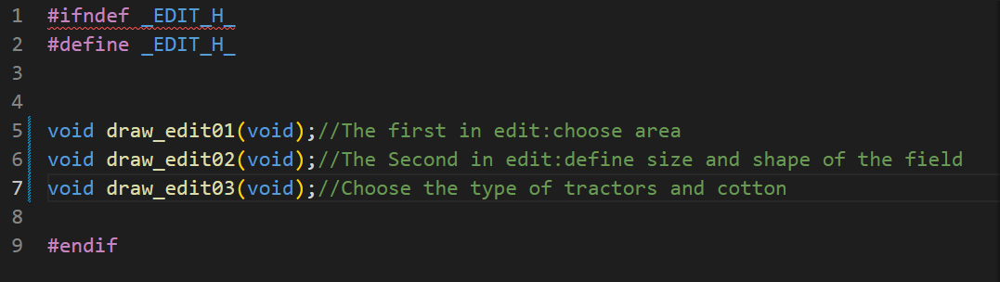 1 #ifndef _EDIT_H_
2 #define _EDIT_H_
3
4
5 void draw_edit01(void);//The first in edit:choose area
6 void draw_edit02(void);//The Second in edit:define size and shape of the field
7 void draw_edit03(void);//Choose the type of tractors and cotton
8
9 #endif